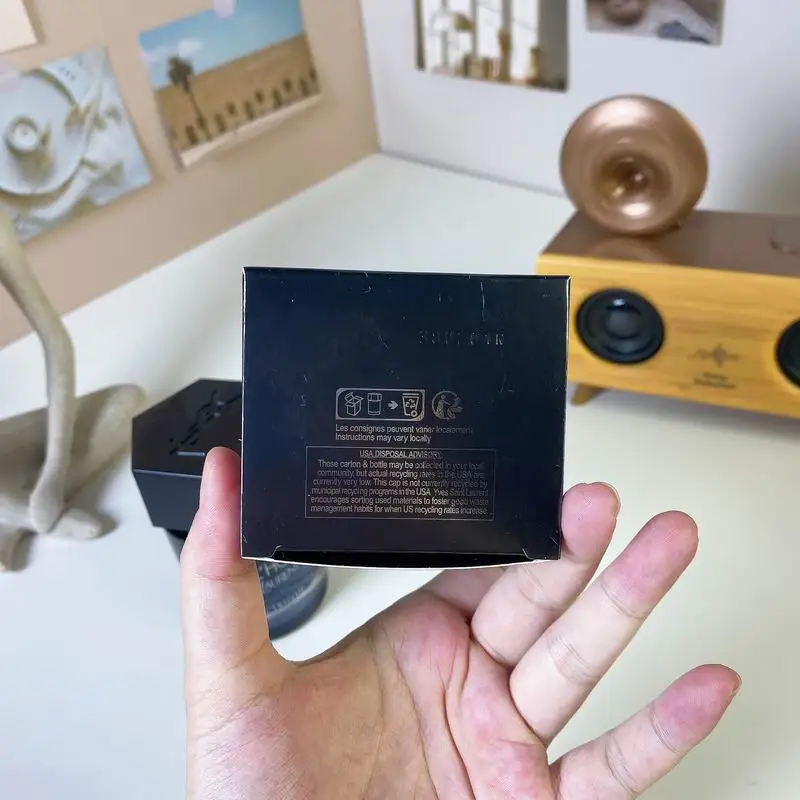 Les consignes peuvent varier localement
Instructions may vary locally
USA DISPOSAL ADVISORY:
These carton & bottle may be collected in your local
community, but actual recycling rates in the USA are
currently very low. This cap is not currently recycled by
municipal recycling programs in the USA. Yves Saint Laurent
encourages sorting used materials to foster good waste
management habits for when US recycling rates increase.